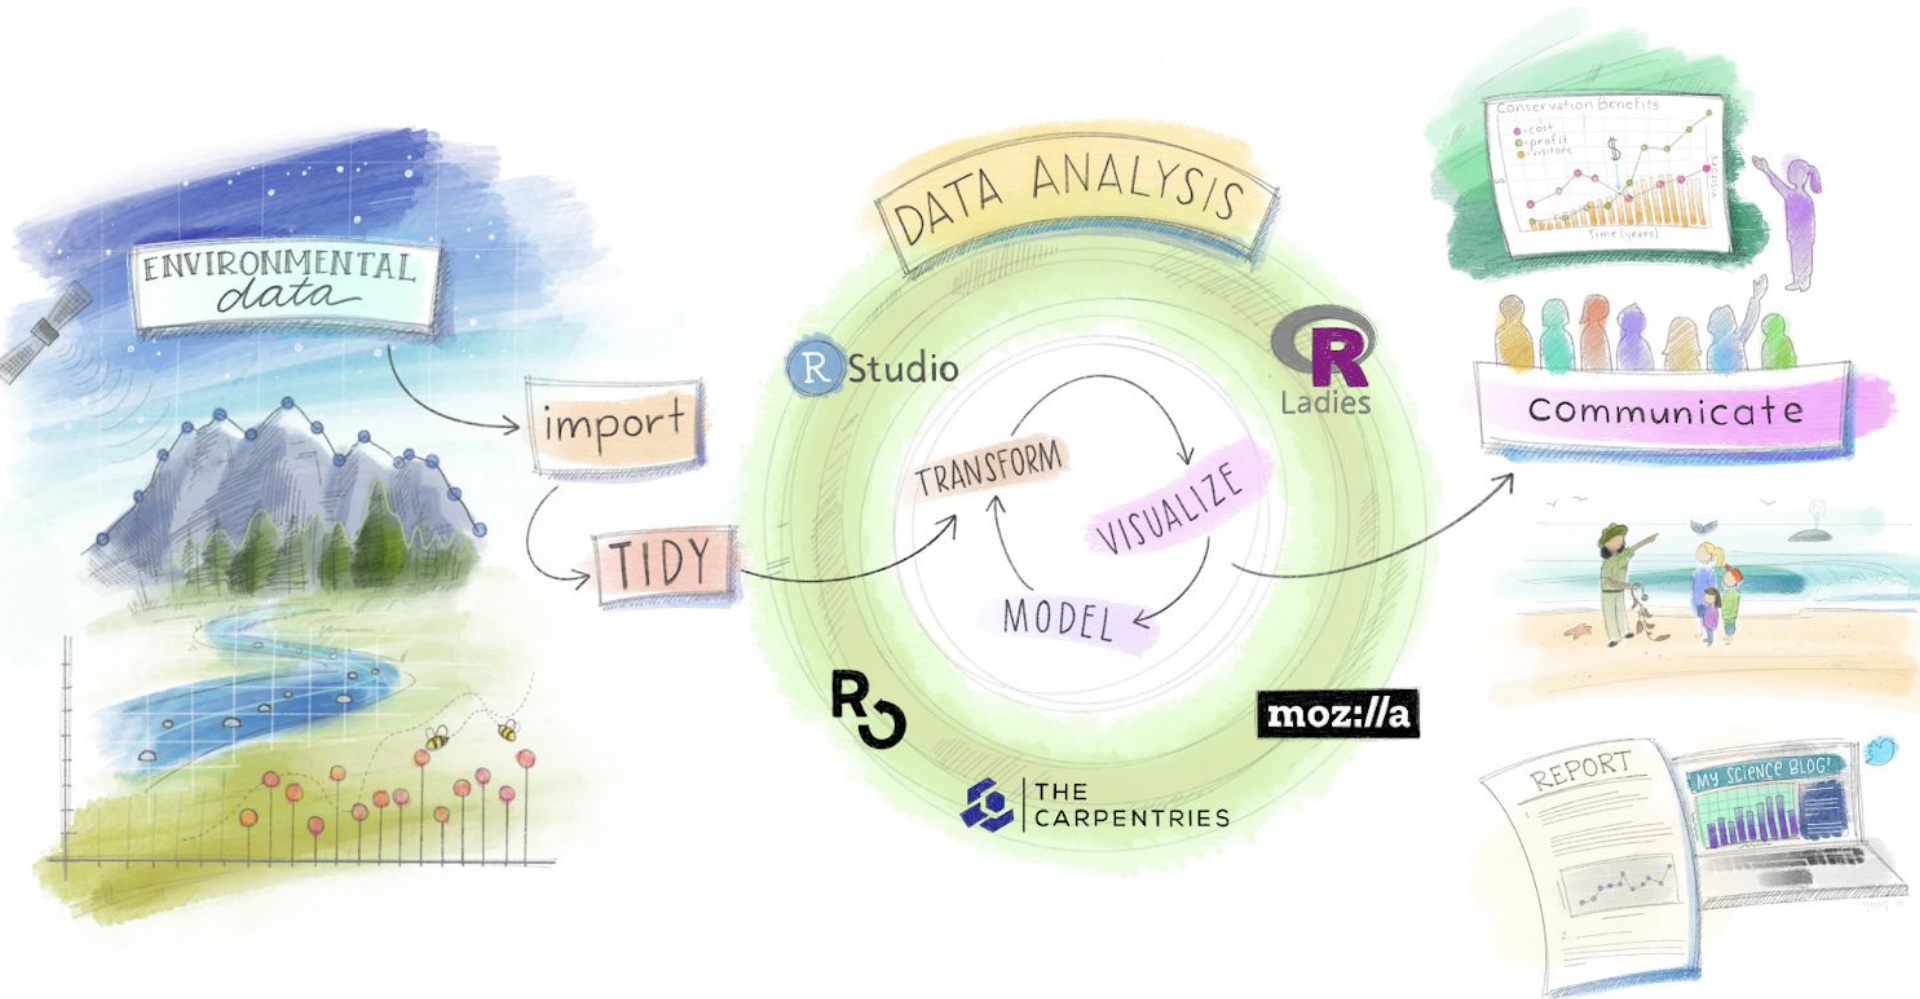 ENVIRONMENTAL
data
import
TIDY
DATA ANALYSIS
R Studio
R
Ladies
TRANSFORM
VISUALIZE
MODEL
R
THE
CARPENTRIES
moz://a
Conservation Benefits
cost
profit
visitors
$
visitors
Time (years)
communicate
REPORT
MY SCIENCE BLOG!